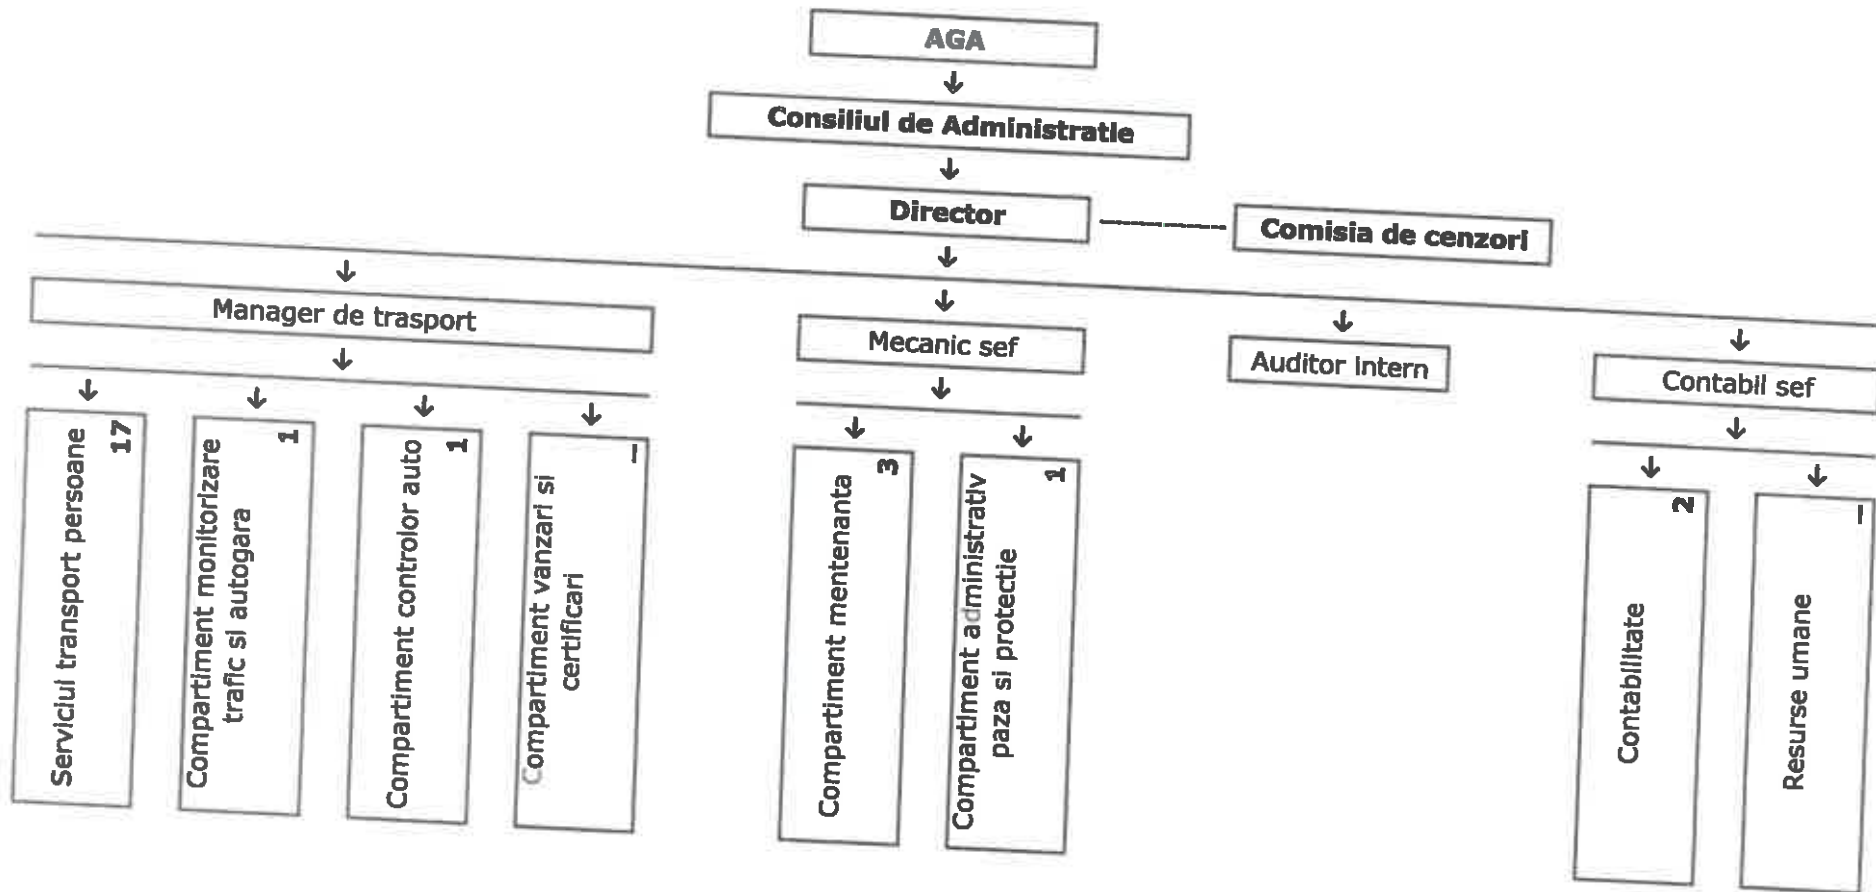 AGA
Consiliul de Administratie
Director
Comisia de cenzori
Manager de trasport
Mecanic sef
Auditor intern
Contabil sef
Serviciul transport persoane
17
Compartiment monitorizare
trafic si autogara
1
Compartiment controlor auto
1
Compartiment vanzari si
certificari
–
Compartiment mentenanta
3
Compartiment administrativ
paza si protectie
1
Contabilitate
2
Resurse umane
–